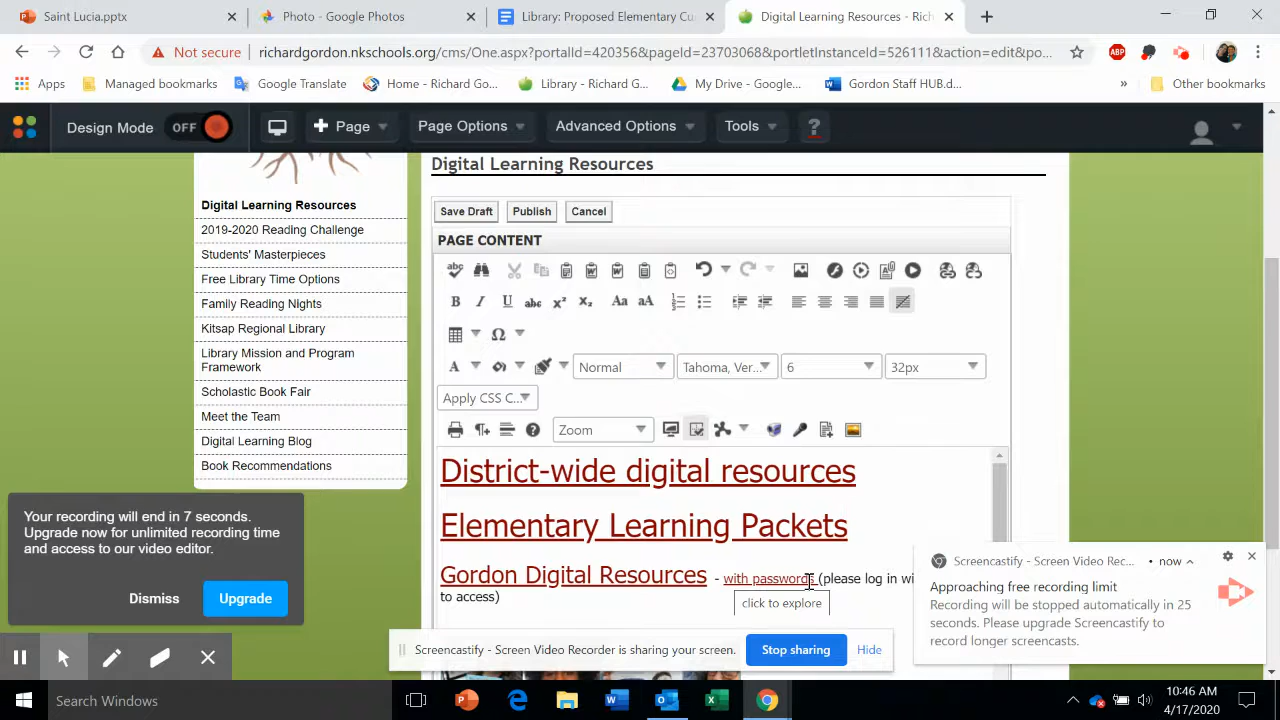 Saint Lucia.pptx
Photo - Google Photos
Library: Proposed Elementary Cu
Digital Learning Resources - Rich
Not secure
richardgordon.nkschools.org/cms/One.aspx?portalId=420356&pageId=23703068&portletInstanceId=526111&action=edit&po...
ABP
Apps
Managed bookmarks
Google Translate
Home - Richard Go...
Library - Richard G...
My Drive - Google...
Gordon Staff HUB.d...
»
Other bookmarks
Design Mode
OFF
Page
Page Options
Advanced Options
Tools
?
Digital Learning Resources
Digital Learning Resources
2019-2020 Reading Challenge
Students' Masterpieces
Free Library Time Options
Family Reading Nights
Kitsap Regional Library
Library Mission and Program
Framework
Scholastic Book Fair
Meet the Team
Digital Learning Blog
Book Recommendations
Save Draft
Publish
Cancel
PAGE CONTENT
abc
B I U abc x² x₂ Aa aA
Ω
A
Normal
Tahoma, Ver...
6
32px
Apply CSS C...
Zoom
District-wide digital resources
Elementary Learning Packets
Gordon Digital Resources - with passwords (please log in wi
to access)
click to explore
Your recording will end in 7 seconds.
Upgrade now for unlimited recording time
and access to our video editor.
Dismiss
Upgrade
Screencastify - Screen Video Rec...
• now
Approaching free recording limit
Recording will be stopped automatically in 25
seconds. Please upgrade Screencastify to
record longer screencasts.
Screencastify - Screen Video Recorder is sharing your screen.
Stop sharing
Hide
Search Windows
10:46 AM
4/17/2020